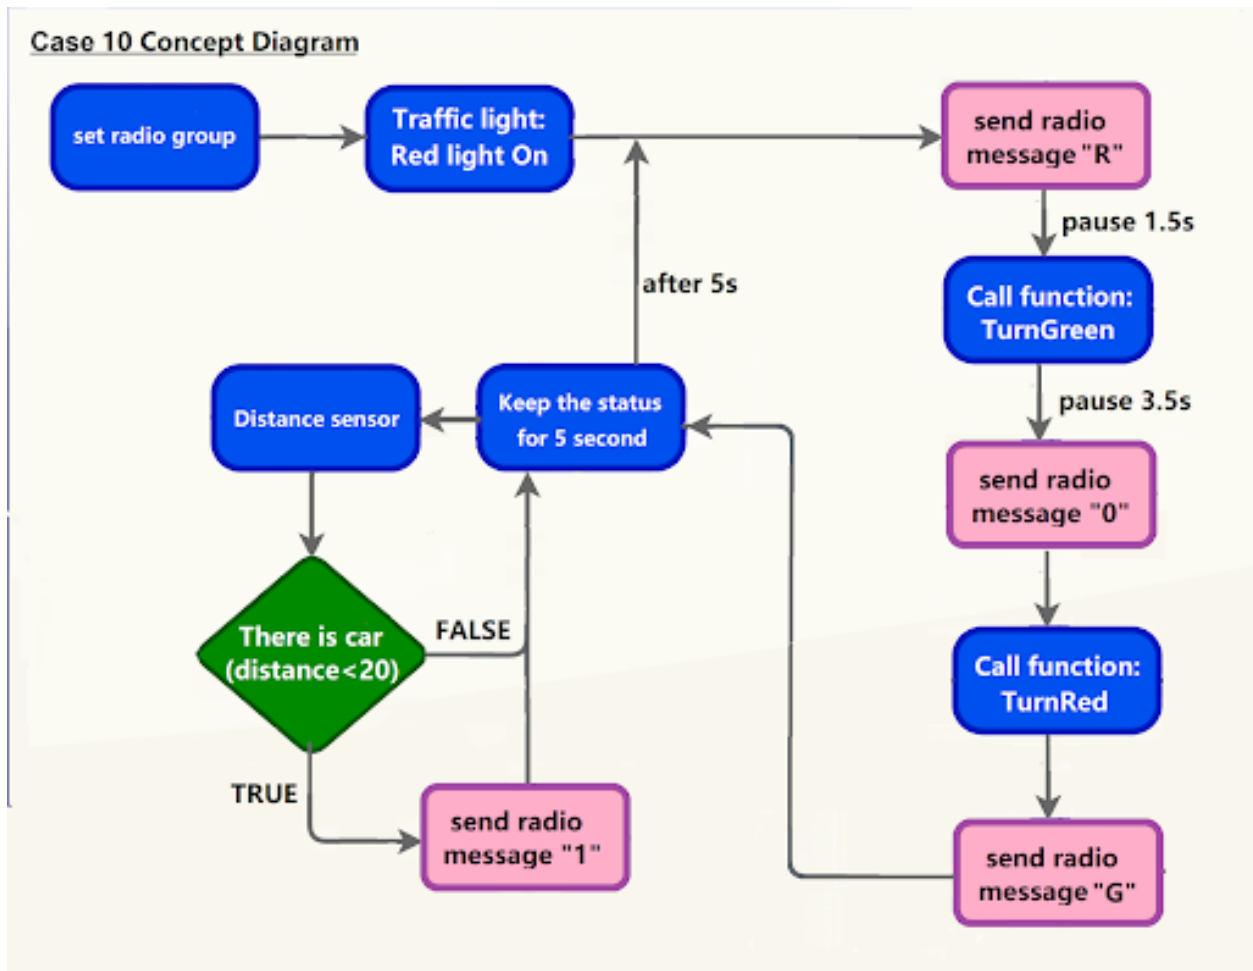 Case 10 Concept Diagram
set radio group
Traffic light:
Red light On
send radio
message "R"
pause 1.5s
Call function:
TurnGreen
pause 3.5s
send radio
message "0"
Call function:
TurnRed
send radio
message "G"
after 5s
Keep the status
for 5 second
Distance sensor
There is car
(distance<20)
FALSE
TRUE
send radio
message "1"